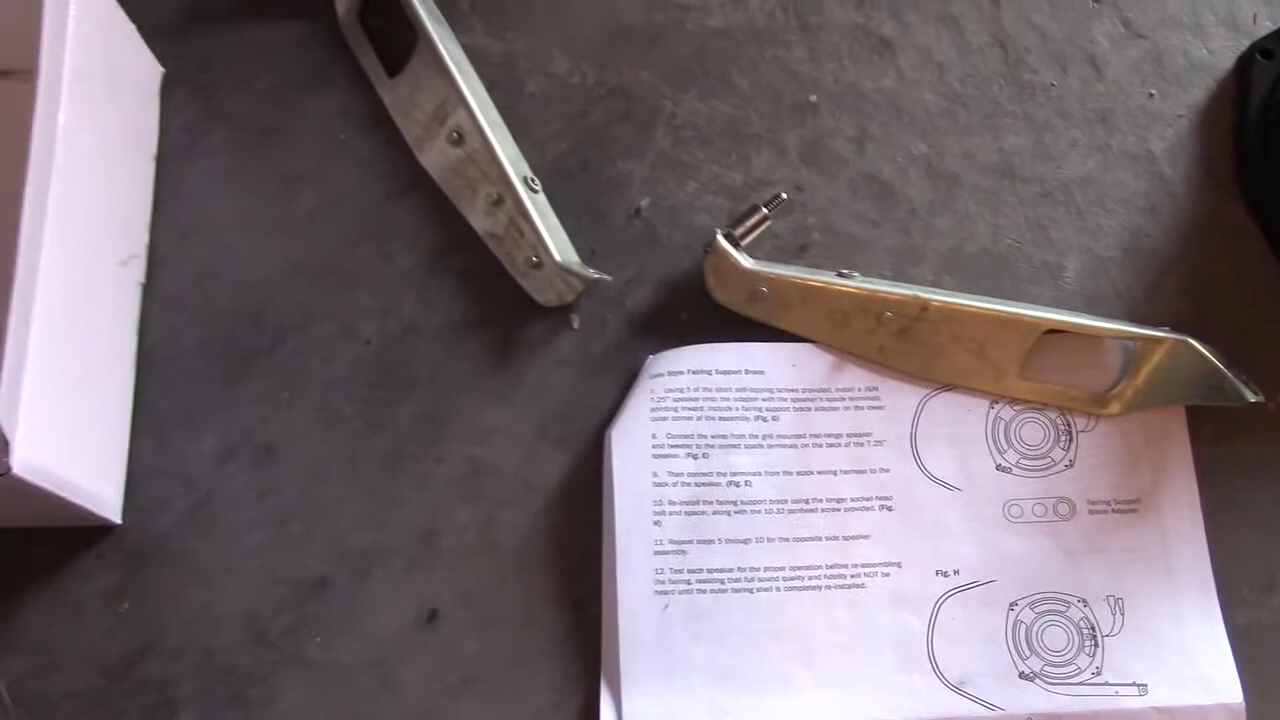 Style Fairing Support Brace
7. Using 5 of the short self-tapping screws provided, install a J&M
7.25" speaker onto the adapter with the speaker's spade terminals
pointing inward. Include a fairing support brace adapter on the lower
outer corner of the assembly. (Fig. G)
8. Connect the wires from the grill mounted mid-range speaker
and tweeter to the correct spade terminals on the back of the 7.25"
speaker. (Fig. E)
9. Then connect the terminals from the stock wiring harness to the
back of the speaker. (Fig. E)
10. Re-install the fairing support brace using the longer socket-head
bolt and spacer, along with the 10-32 panhead screw provided. (Fig.
H)
11. Repeat steps 5 through 10 for the opposite side speaker
assembly.
12. Test each speaker for the proper operation before re-assembling
the fairing, realizing that full sound quality and fidelity will NOT be
heard until the outer fairing shell is completely re-installed.
Fairing Support
Brace Adapter
Fig. H